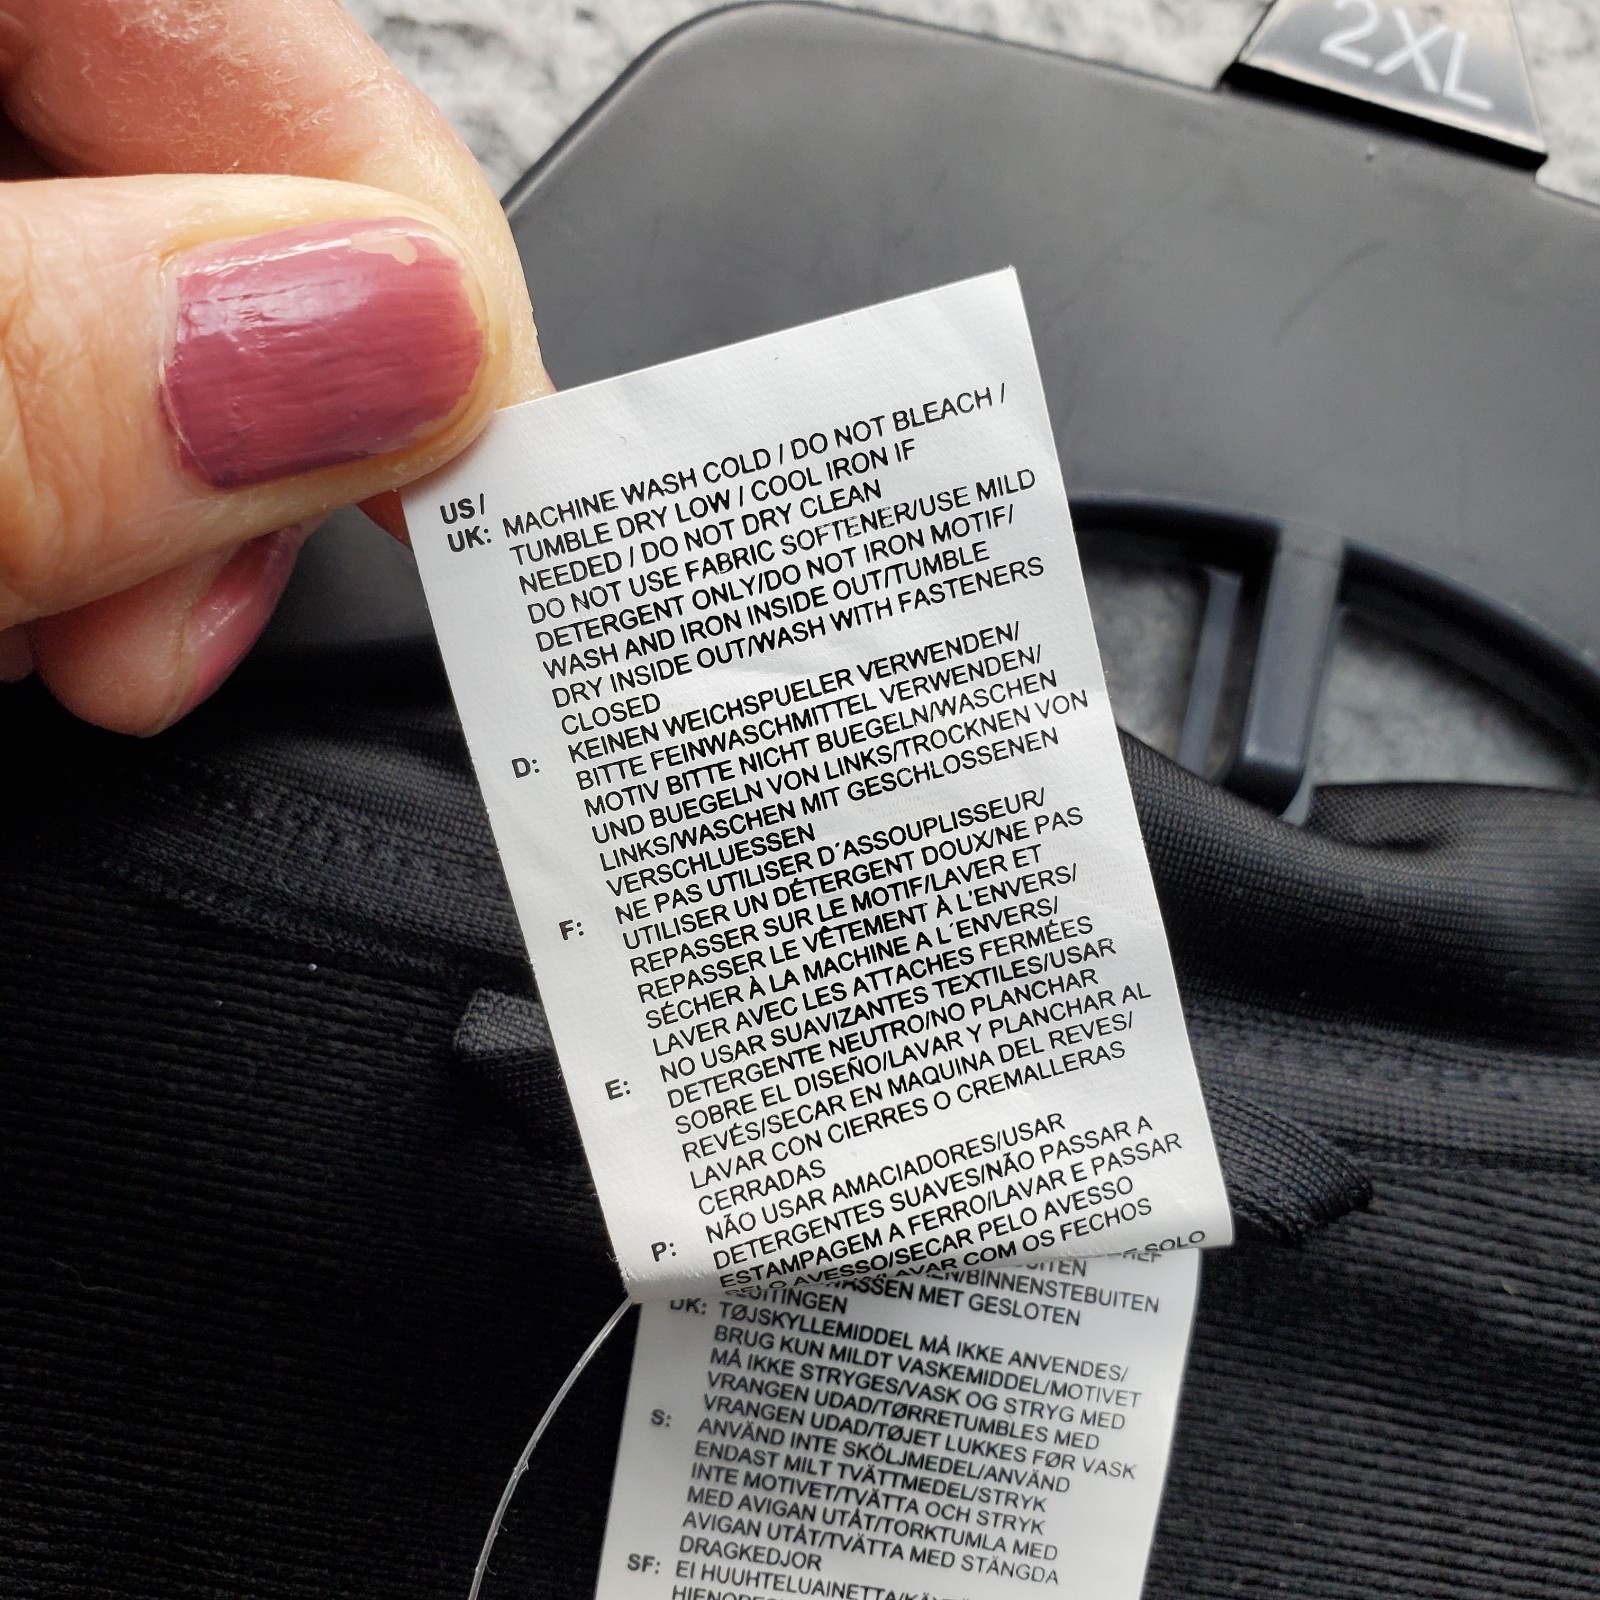 2XL
US /
UK: MACHINE WASH COLD / DO NOT BLEACH /
TUMBLE DRY LOW / COOL IRON IF
NEEDED / DO NOT DRY CLEAN
DO NOT USE FABRIC SOFTENER/USE MILD
DETERGENT ONLY/DO NOT IRON MOTIF/
WASH AND IRON INSIDE OUT/TUMBLE
DRY INSIDE OUT/WASH WITH FASTENERS
CLOSED
D: KEINEN WEICHSPUELER VERWENDEN/
BITTE FEINWASCHMITTEL VERWENDEN/
MOTIV BITTE NICHT BUEGELN/WASCHEN
UND BUEGELN VON LINKS/TROCKNEN VON
LINKS/WASCHEN MIT GESCHLOSSENEN
VERSCHLUESSEN
F: NE PAS UTILISER D´ASSOUPLISSEUR/
UTILISER UN DÉTERGENT DOUX/NE PAS
REPASSER SUR LE MOTIF/LAVER ET
REPASSER LE VÊTEMENT À L´ENVERS/
SÉCHER À LA MACHINE A L´ENVERS/
LAVER AVEC LES ATTACHES FERMÉES
E: NO USAR SUAVIZANTES TEXTILES/USAR
DETERGENTE NEUTRO/NO PLANCHAR
SOBRE EL DISEÑO/LAVAR Y PLANCHAR AL
REVÉS/SECAR EN MAQUINA DEL REVES/
LAVAR CON CIERRES O CREMALLERAS
CERRADAS
P: NÃO USAR AMACIADORES/USAR
DETERGENTES SUAVES/NÃO PASSAR A
ESTAMPAGEM A FERRO/LAVAR E PASSAR
PELO AVESSO/SECAR PELO AVESSO
LAVAR COM OS FECHOS
SOLO
BINNENSTEBUITEN
WASSEN MET GESLOTEN
SLUITINGEN
DK: TØJSKYLLEMIDDEL MÅ IKKE ANVENDES/
BRUG KUN MILDT VASKEMIDDEL/MOTIVET
MÅ IKKE STRYGES/VASK OG STRYG MED
VRANGEN UDAD/TØRRETUMBLES MED
VRANGEN UDAD/TØJET LUKKES FØR VASK
S: ANVÄND INTE SKÖLJMEDEL/ANVÄND
ENDAST MILT TVÄTTMEDEL/STRYK
INTE MOTIVET/TVÄTTA OCH STRYK
MED AVIGAN UTÅT/TORKTUMLA MED
AVIGAN UTÅT/TVÄTTA MED STÄNGDA
DRAGKEDJOR
SF: EI HUUHTELUAINETTA/